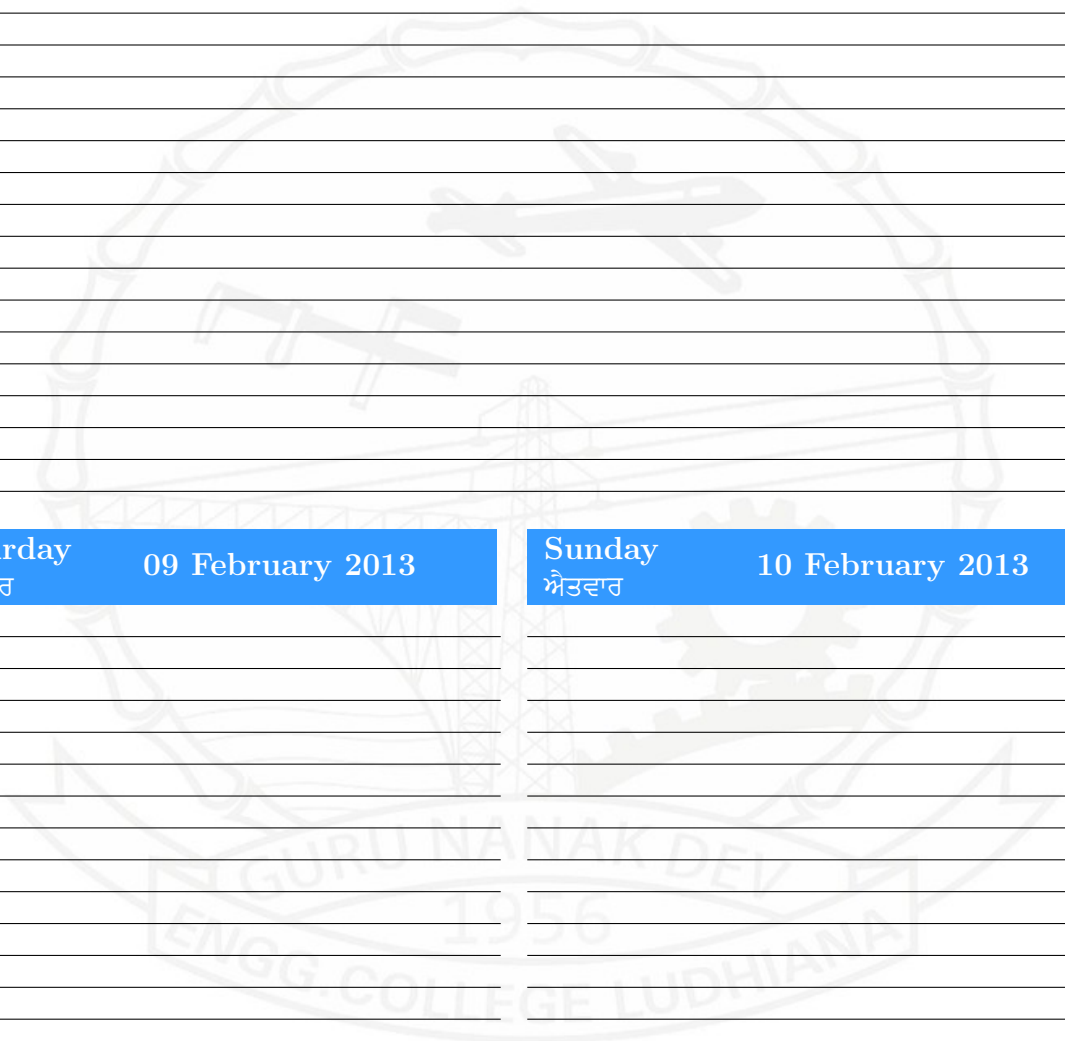 rday
ਰ
09 February 2013
Sunday
ਐਤਵਾਰ
10 February 2013
GURU NANAK DEV
1956
ENGG.COLLEGE LUDHIANA